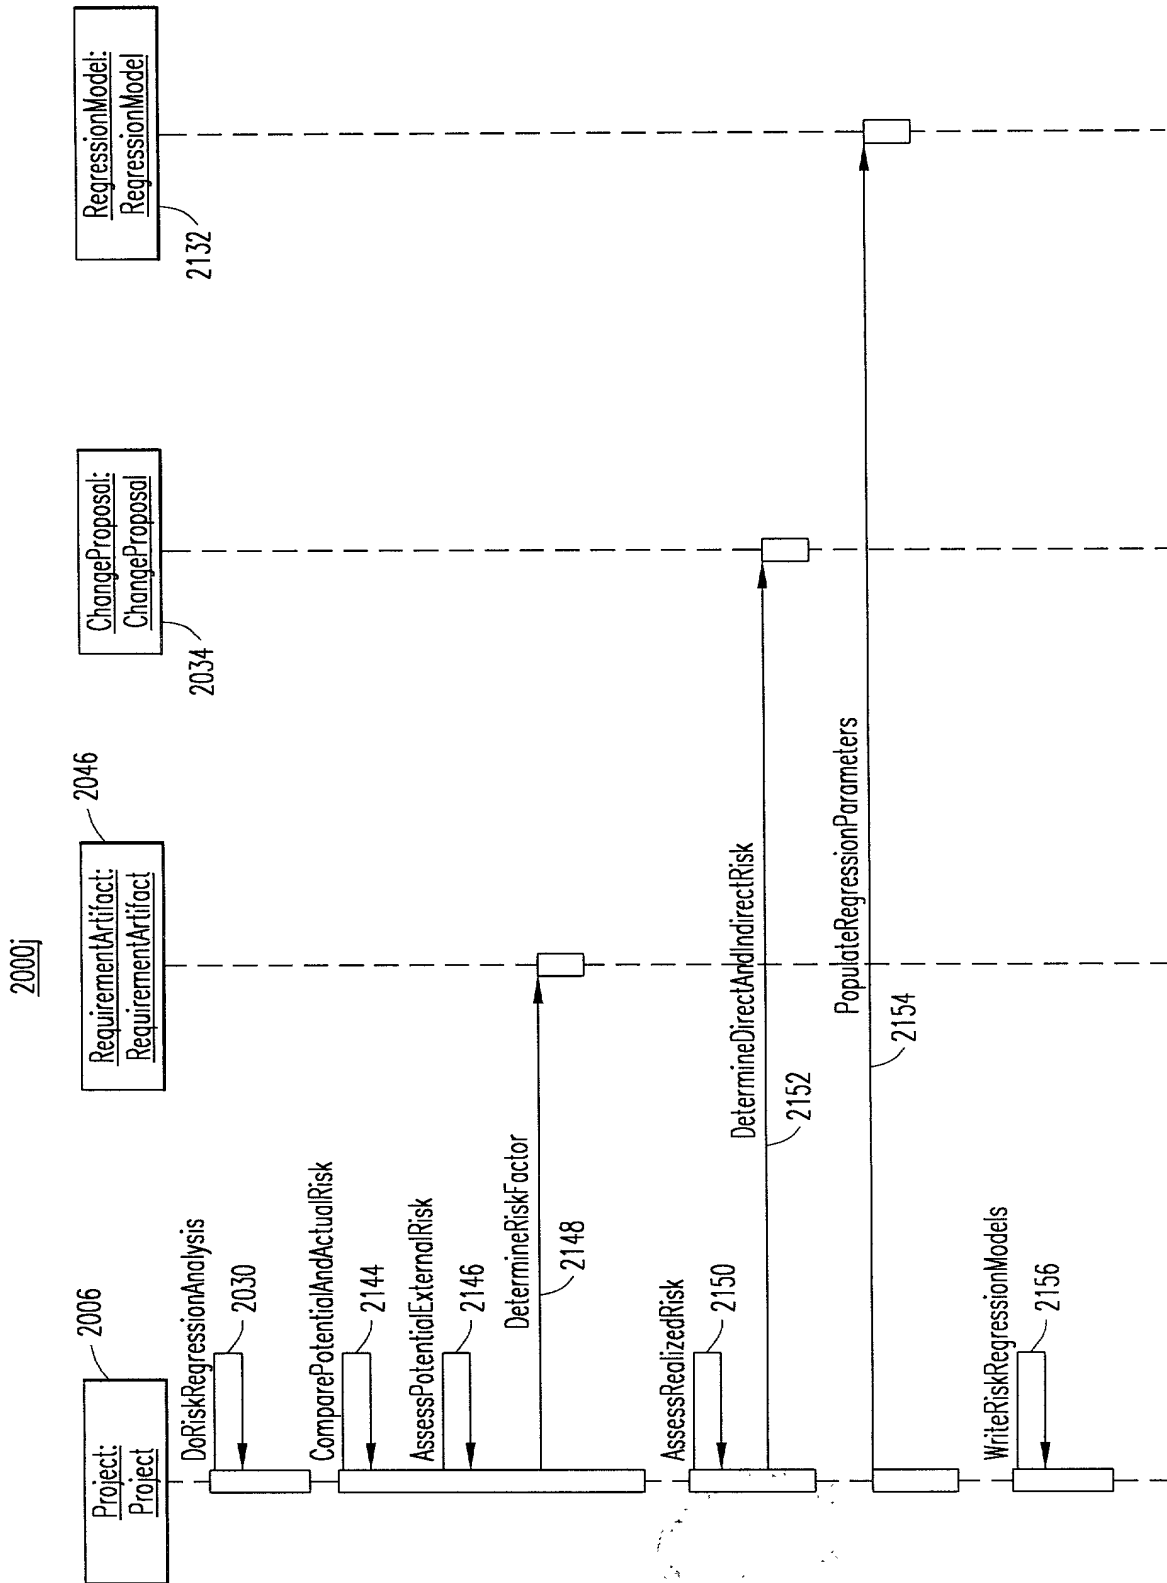 2000j
Project:
Project
2006
RequirementArtifact:
RequirementArtifact
2046
ChangeProposal:
ChangeProposal
2034
RegressionModel:
RegressionModel
2132
DoRiskRegressionAnalysis
2030
ComparePotentialAndActualRisk
2144
AssessPotentialExternalRisk
2146
DetermineRiskFactor
2148
AssessRealizedRisk
2150
DetermineDirectAndIndirectRisk
2152
PopulateRegressionParameters
2154
WriteRiskRegressionModels
2156